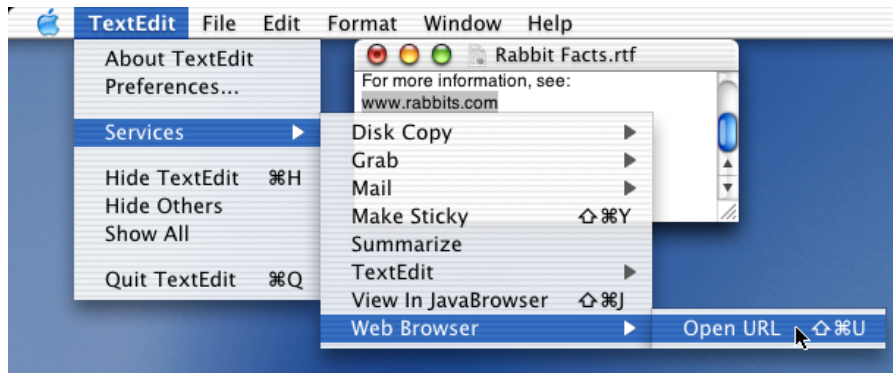 TextEdit File Edit Format Window Help
About TextEdit
Preferences...
Services
Hide TextEdit ⌘H
Hide Others
Show All
Quit TextEdit ⌘Q
Rabbit Facts.rtf
For more information, see:
www.rabbits.com
Disk Copy
Grab
Mail
Make Sticky ⇧⌘Y
Summarize
TextEdit
View In JavaBrowser ⇧⌘J
Web Browser
Open URL ⇧⌘U